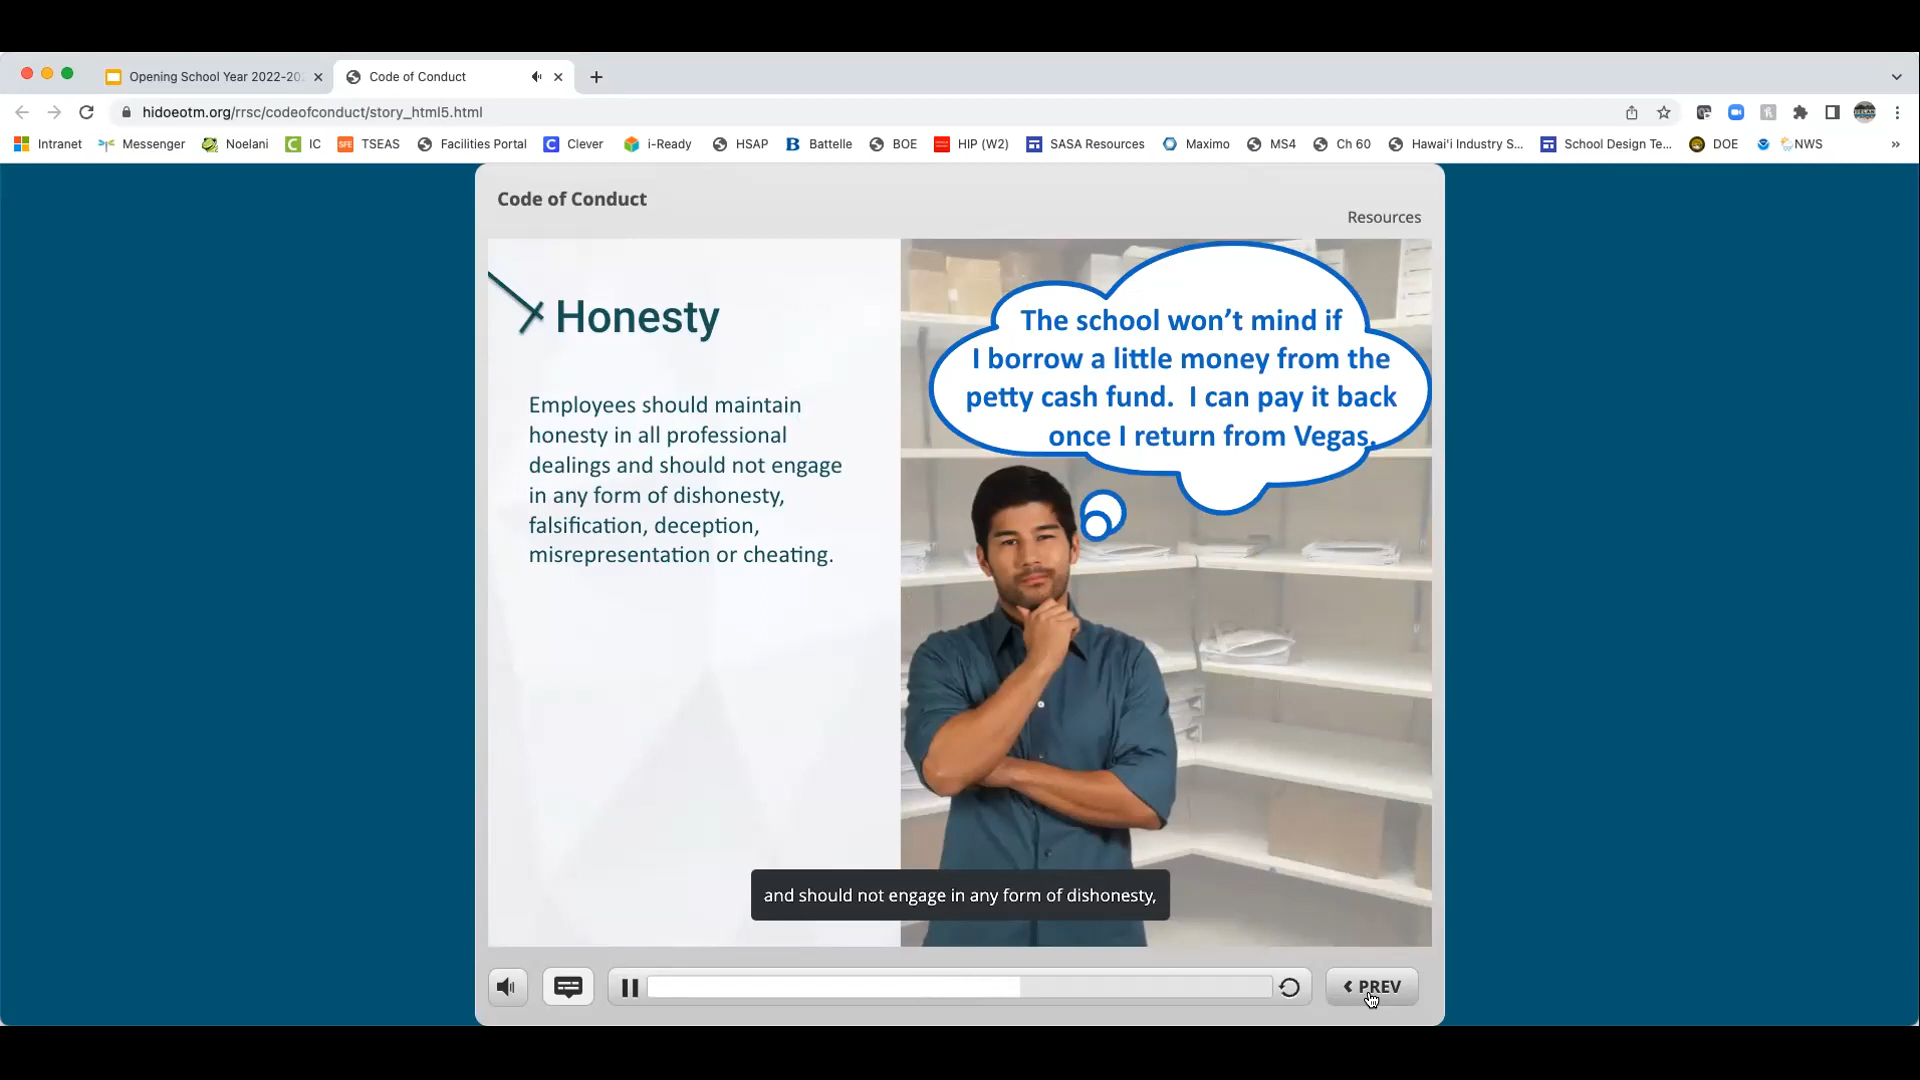 Opening School Year 2022-202
Code of Conduct
hidoeotm.org/rrsc/codeofconduct/story_html5.html
Intranet
Messenger
Noelani
IC
TSEAS
Facilities Portal
Clever
i-Ready
HSAP
Battelle
BOE
HIP (W2)
SASA Resources
Maximo
MS4
Ch 60
Hawai'i Industry S...
School Design Te...
DOE
NWS
»
Code of Conduct
Resources
Honesty
Employees should maintain
honesty in all professional
dealings and should not engage
in any form of dishonesty,
falsification, deception,
misrepresentation or cheating.
The school won't mind if
I borrow a little money from the
petty cash fund. I can pay it back
once I return from Vegas.
and should not engage in any form of dishonesty,
PREV